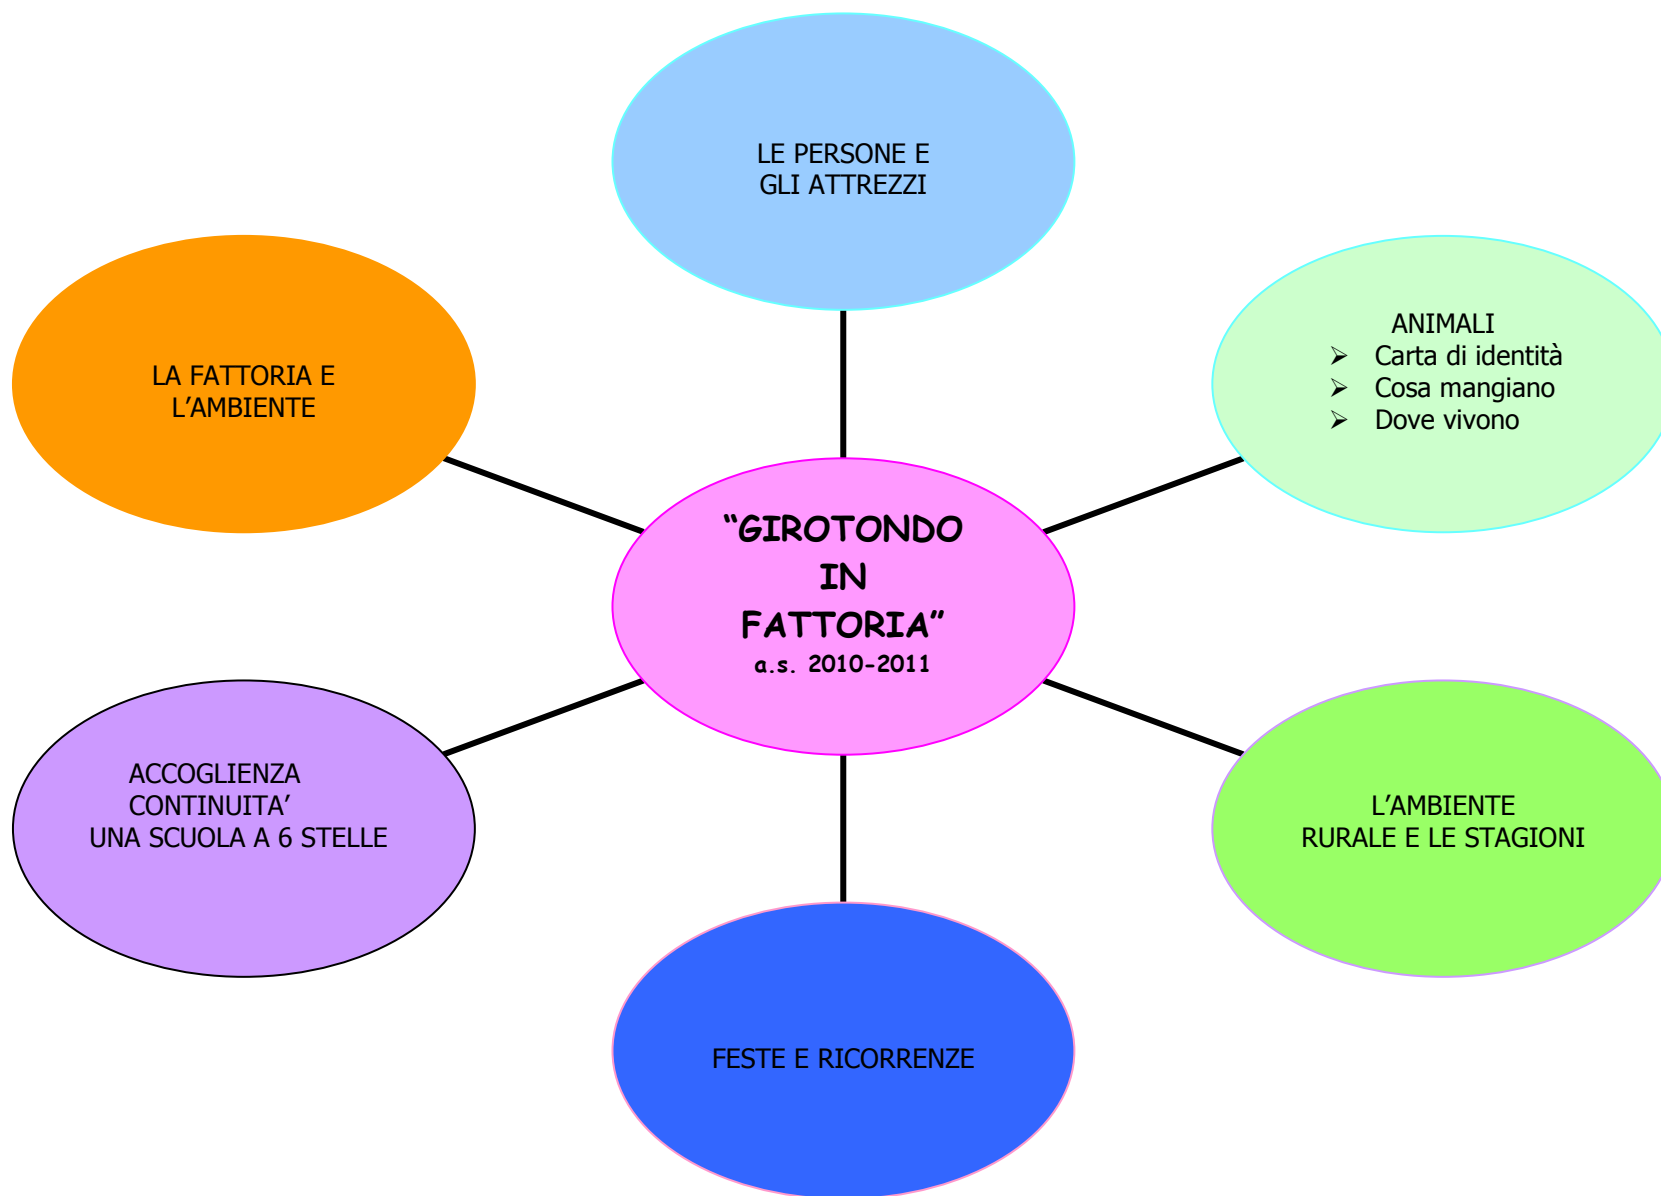 LE PERSONE E
GLI ATTREZZI
LA FATTORIA E
L’AMBIENTE
ANIMALI
➢ Carta di identità
➢ Cosa mangiano
➢ Dove vivono
“GIROTONDO
IN
FATTORIA”
a.s. 2010-2011
ACCOGLIENZA
CONTINUITA’
UNA SCUOLA A 6 STELLE
L’AMBIENTE
RURALE E LE STAGIONI
FESTE E RICORRENZE